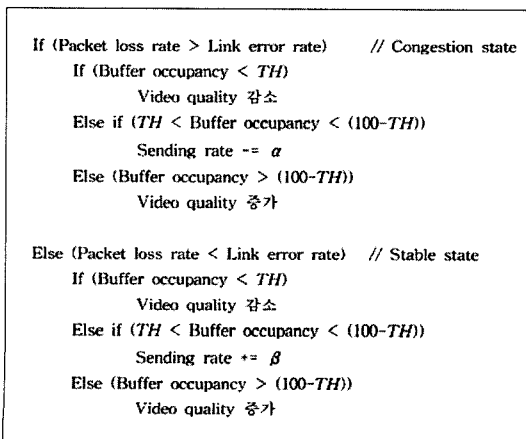 If (Packet loss rate > Link error rate) // Congestion state
If (Buffer occupancy < TH)
Video quality 감소
Else if (TH < Buffer occupancy < (100-TH))
Sending rate -= α
Else (Buffer occupancy > (100-TH))
Video quality 증가
Else (Packet loss rate < Link error rate) // Stable state
If (Buffer occupancy < TH)
Video quality 감소
Else if (TH < Buffer occupancy < (100-TH))
Sending rate += β
Else (Buffer occupancy > (100-TH))
Video quality 증가